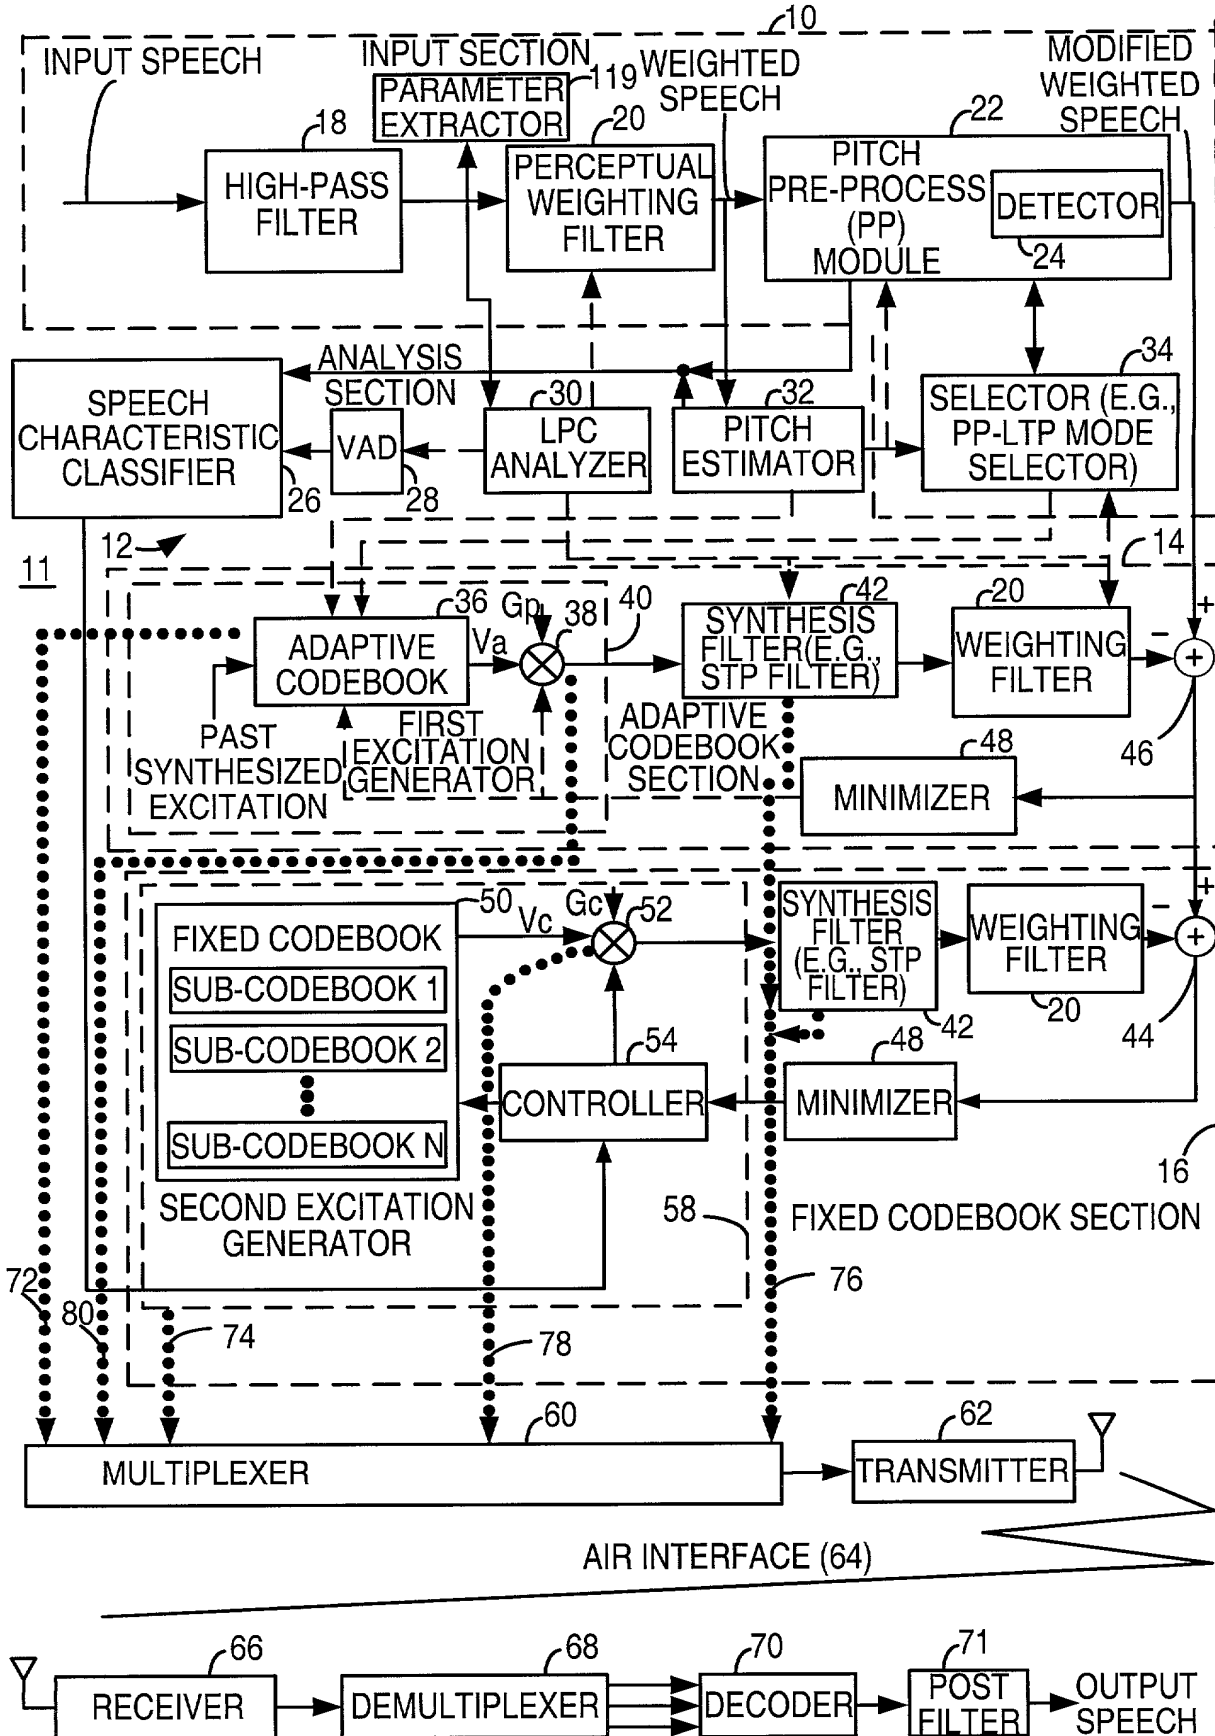 10
INPUT SPEECH
INPUT SECTION
119
PARAMETER
EXTRACTOR
WEIGHTED
SPEECH
MODIFIED
WEIGHTED
SPEECH
18
HIGH-PASS
FILTER
20
PERCEPTUAL
WEIGHTING
FILTER
22
PITCH
PRE-PROCESS
(PP)
MODULE
DETECTOR
24
ANALYSIS
SECTION
SPEECH
CHARACTERISTIC
CLASSIFIER
26
VAD
28
30
LPC
ANALYZER
32
PITCH
ESTIMATOR
34
SELECTOR (E.G.,
PP-LTP MODE
SELECTOR)
12
11
14
36
ADAPTIVE
CODEBOOK
Va
Gp
38
40
42
SYNTHESIS
FILTER(E.G.,
STP FILTER)
20
WEIGHTING
FILTER
+
−
+
46
PAST
SYNTHESIZED
EXCITATION
FIRST
EXCITATION
GENERATOR
ADAPTIVE
CODEBOOK
SECTION
48
MINIMIZER
50
FIXED CODEBOOK
SUB-CODEBOOK 1
SUB-CODEBOOK 2
SUB-CODEBOOK N
Vc
Gc
52
SYNTHESIS
FILTER
(E.G., STP
FILTER)
42
WEIGHTING
FILTER
20
+
−
+
44
54
CONTROLLER
48
MINIMIZER
16
SECOND EXCITATION
GENERATOR
58
FIXED CODEBOOK SECTION
72
80
74
78
76
60
MULTIPLEXER
62
TRANSMITTER
AIR INTERFACE (64)
66
RECEIVER
68
DEMULTIPLEXER
70
DECODER
71
POST
FILTER
OUTPUT
SPEECH